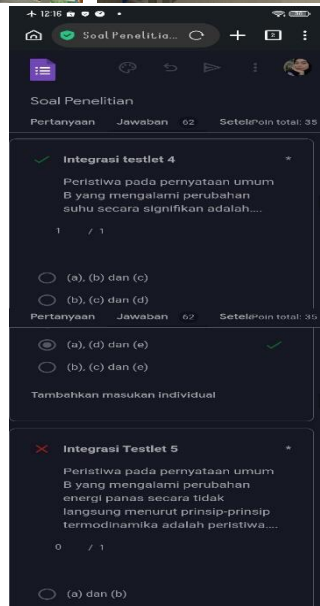 12:16
Soal Penelitia...
2
Soal Penelitian
Pertanyaan Jawaban 62 Setel Poin total: 35
Integrasi testlet 4 *
Peristiwa pada pernyataan umum
B yang mengalami perubahan
suhu secara signifikan adalah....
1 / 1
(a), (b) dan (c)
(b), (c) dan (d)
Pertanyaan Jawaban 62 Setel Poin total: 35
(a), (d) dan (e)
(b), (c) dan (e)
Tambahkan masukan individual
Integrasi Testlet 5 *
Peristiwa pada pernyataan umum
B yang mengalami perubahan
energi panas secara tidak
langsung menurut prinsip-prinsip
termodinamika adalah peristiwa....
0 / 1
(a) dan (b)